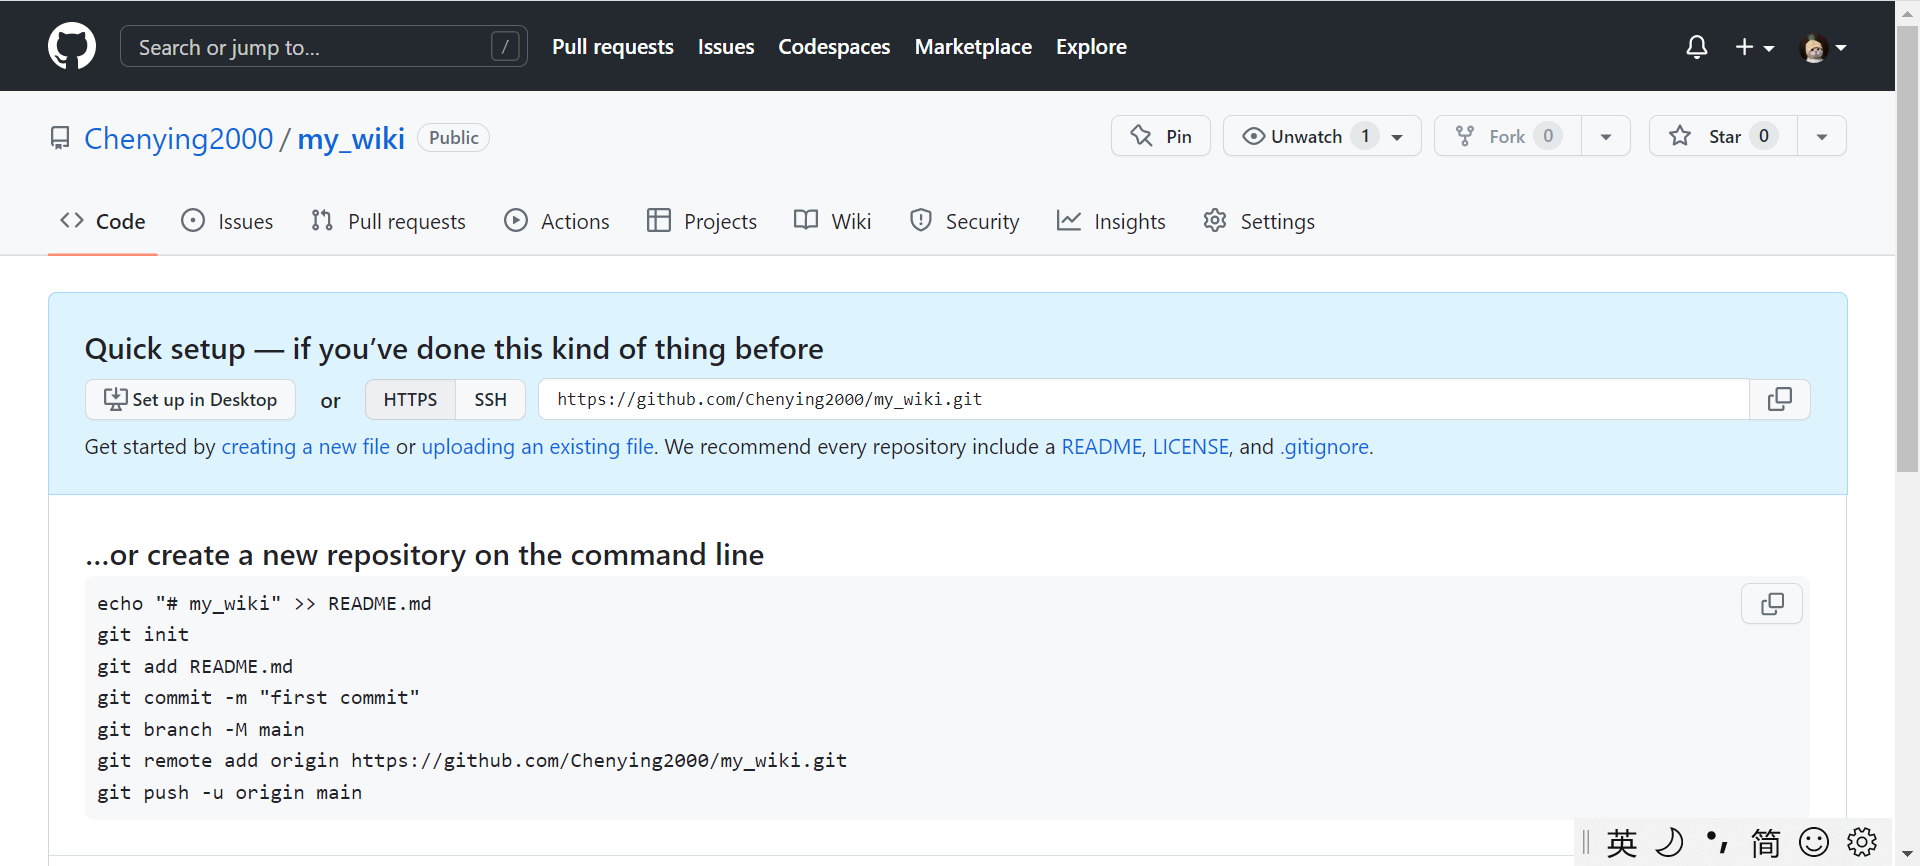 Search or jump to... / Pull requests Issues Codespaces Marketplace Explore
Chenying2000 / my_wiki Public Pin Unwatch 1 Fork 0 Star 0
Code Issues Pull requests Actions Projects Wiki Security Insights Settings
Quick setup — if you’ve done this kind of thing before
Set up in Desktop or HTTPS SSH https://github.com/Chenying2000/my_wiki.git
Get started by creating a new file or uploading an existing file. We recommend every repository include a README, LICENSE, and .gitignore.
…or create a new repository on the command line
echo "# my_wiki" >> README.md
git init
git add README.md
git commit -m "first commit"
git branch -M main
git remote add origin https://github.com/Chenying2000/my_wiki.git
git push -u origin main
英 简